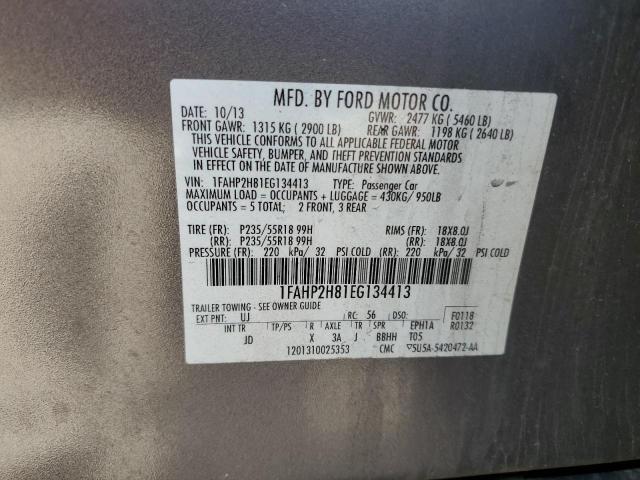 MFD. BY FORD MOTOR CO.
DATE: 10/13 GVWR: 2477 KG ( 5460 LB)
FRONT GAWR: 1315 KG ( 2900 LB) REAR GAWR: 1198 KG ( 2640 LB)
THIS VEHICLE CONFORMS TO ALL APPLICABLE FEDERAL MOTOR
VEHICLE SAFETY, BUMPER, AND THEFT PREVENTION STANDARDS
IN EFFECT ON THE DATE OF MANUFACTURE SHOWN ABOVE.
VIN: 1FAHP2H81EG134413 TYPE: Passenger Car
MAXIMUM LOAD = OCCUPANTS + LUGGAGE = 430KG/ 950LB
OCCUPANTS = 5 TOTAL; 2 FRONT, 3 REAR
TIRE (FR): P235/55R18 99H RIMS (FR): 18X8.0J
(RR): P235/55R18 99H (RR): 18X8.0J
PRESSURE (FR): 220 kPa/ 32 PSI COLD (RR): 220 kPa/ 32 PSI COLD
1FAHP2H81EG134413
TRAILER TOWING - SEE OWNER GUIDE
EXT PNT: UJ RC: 56 DSO: F0118
INT TR TP/PS R AXLE TR SPR EPH1A R0132
JD X 3A J BBHH T05
1201310025353 CMC ▽5U5A-5420472-AA